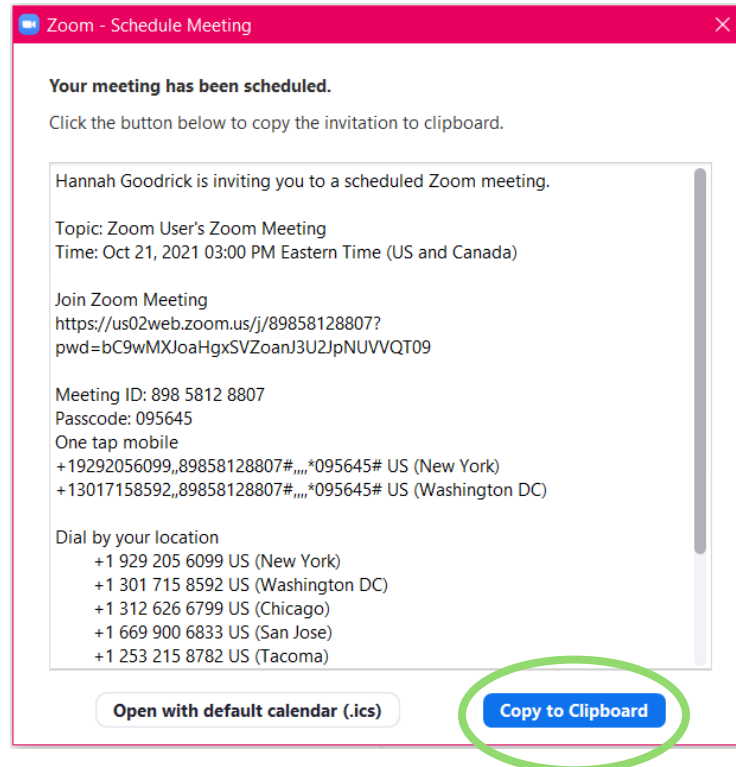 Zoom - Schedule Meeting
Your meeting has been scheduled.
Click the button below to copy the invitation to clipboard.
Hannah Goodrick is inviting you to a scheduled Zoom meeting.
Topic: Zoom User's Zoom Meeting
Time: Oct 21, 2021 03:00 PM Eastern Time (US and Canada)
Join Zoom Meeting
https://us02web.zoom.us/j/89858128807?
pwd=bC9wMXJoaHgxSVZoanJ3U2JpNUVVQT09
Meeting ID: 898 5812 8807
Passcode: 095645
One tap mobile
+19292056099,,89858128807#,,,,*095645# US (New York)
+13017158592,,89858128807#,,,,*095645# US (Washington DC)
Dial by your location
+1 929 205 6099 US (New York)
+1 301 715 8592 US (Washington DC)
+1 312 626 6799 US (Chicago)
+1 669 900 6833 US (San Jose)
+1 253 215 8782 US (Tacoma)
Open with default calendar (.ics)
Copy to Clipboard